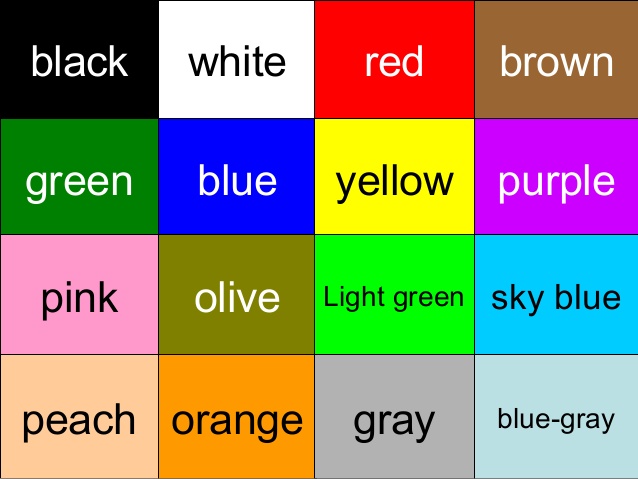 black white red brown
green blue yellow purple
pink olive Light green sky blue
peach orange gray blue-gray